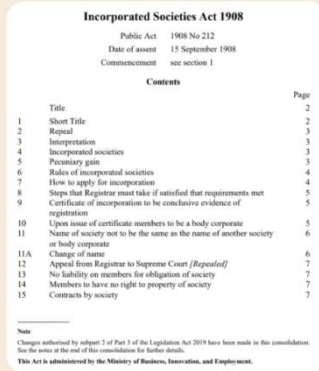 Incorporated Societies Act 1908
Public Act 1908 No 212
Date of assent 15 September 1908
Commencement see section 1
Contents
Page
Title 2
1 Short Title 2
2 Repeal 3
3 Interpretation 3
4 Incorporated societies 3
5 Pecuniary gain 3
6 Rules of incorporated societies 4
7 How to apply for incorporation 4
8 Steps that Registrar must take if satisfied that requirements met 5
9 Certificate of incorporation to be conclusive evidence of 5
registration
10 Upon issue of certificate members to be a body corporate 5
11 Name of society not to be the same as the name of another society 6
or body corporate
11A Change of name 6
12 Appeal from Registrar to Supreme Court [Repealed] 7
13 No liability on members for obligation of society 7
14 Members to have no right to property of society 7
15 Contracts by society 7
Note
Changes authorised by subpart 2 of Part 3 of the Legislation Act 2019 have been made in this consolidation.
See the notes at the end of this consolidation for further details.
This Act is administered by the Ministry of Business, Innovation, and Employment.